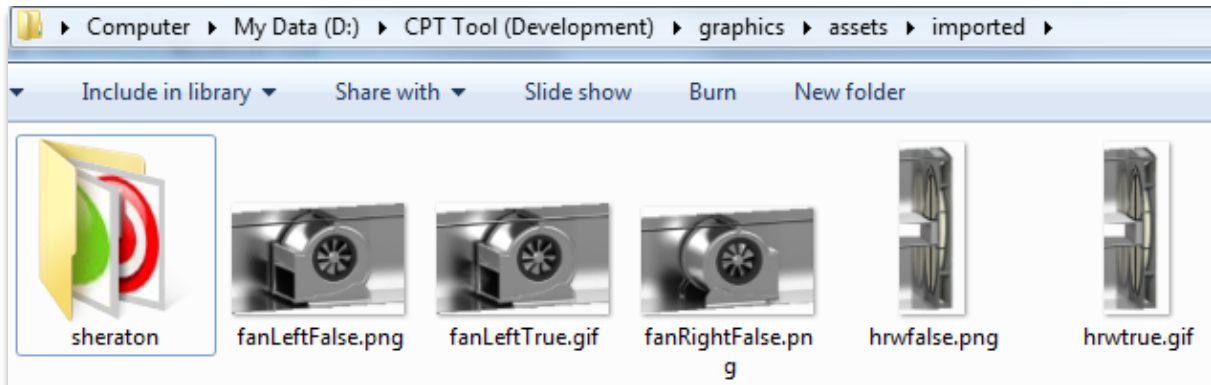 Computer ▸ My Data (D:) ▸ CPT Tool (Development) ▸ graphics ▸ assets ▸ imported ▸
Include in library Share with Slide show Burn New folder
sheraton fanLeftFalse.png fanLeftTrue.gif fanRightFalse.pn hrwfalse.png hrwtrue.gif
g